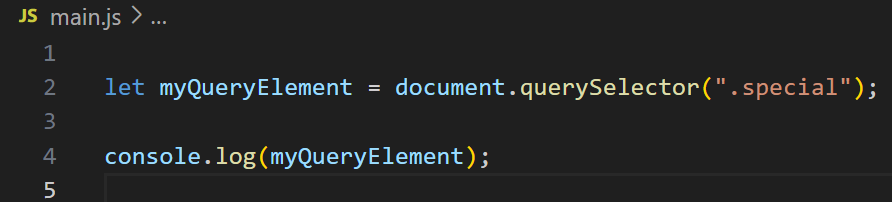 JS main.js > ...
1
2 let myQueryElement = document.querySelector(".special");
3
4 console.log(myQueryElement);
5